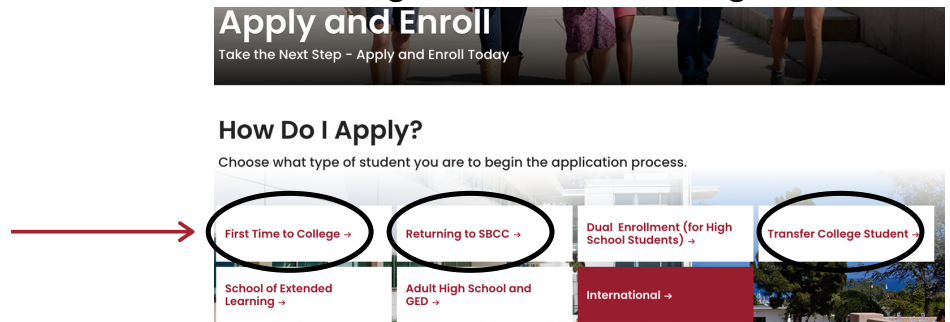 Apply and Enroll
Take the Next Step - Apply and Enroll Today
How Do I Apply?
Choose what type of student you are to begin the application process.
First Time to College →
Returning to SBCC →
Dual Enrollment (for High
School Students) →
Transfer College Student →
School of Extended
Learning →
Adult High School and
GED →
International →